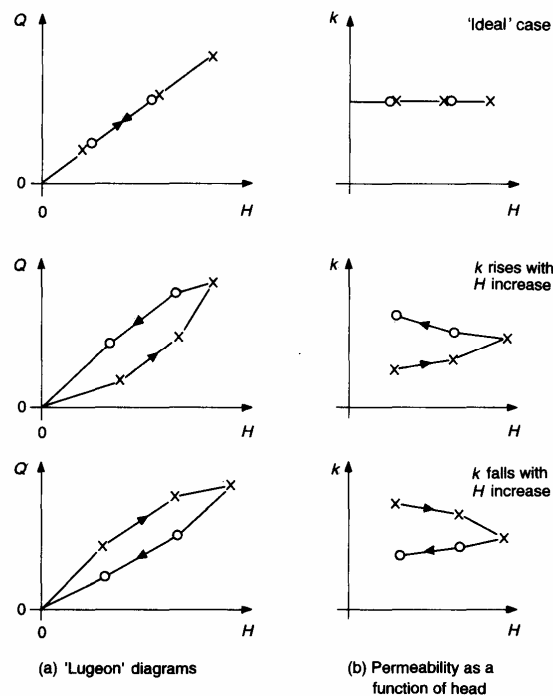 Q
k
'Ideal' case
0
0
H
H
Q
k
k rises with
H increase
0
0
H
H
Q
k
k falls with
H increase
0
0
H
H
(a) 'Lugeon' diagrams
(b) Permeability as a
function of head